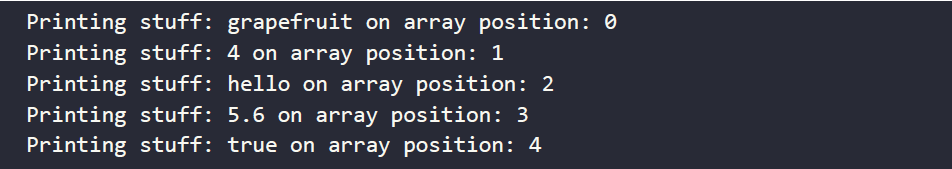 Printing stuff: grapefruit on array position: 0
Printing stuff: 4 on array position: 1
Printing stuff: hello on array position: 2
Printing stuff: 5.6 on array position: 3
Printing stuff: true on array position: 4